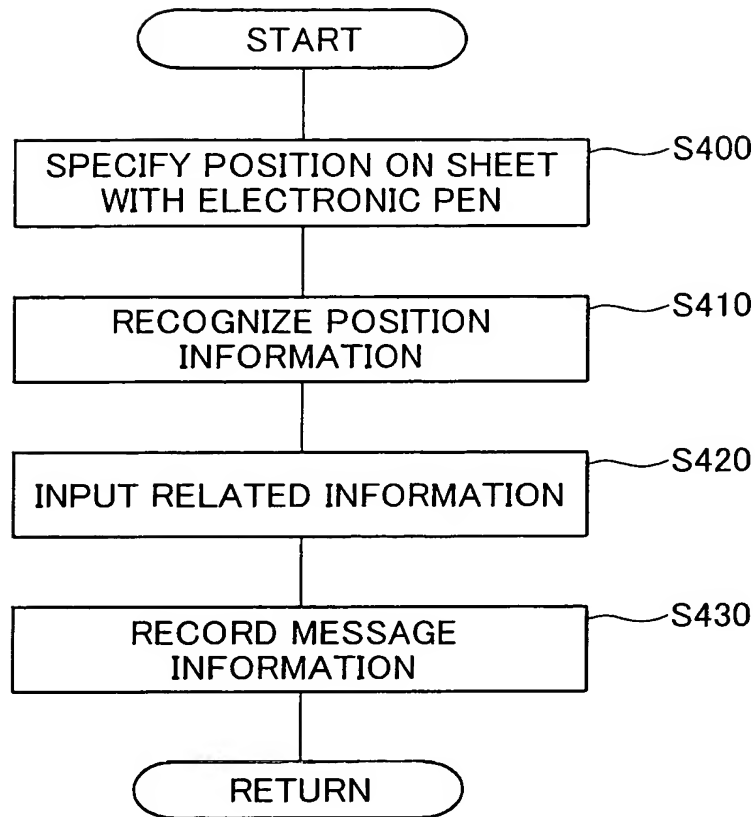 START
SPECIFY POSITION ON SHEET
WITH ELECTRONIC PEN
S400
RECOGNIZE POSITION
INFORMATION
S410
INPUT RELATED INFORMATION
S420
RECORD MESSAGE
INFORMATION
S430
RETURN